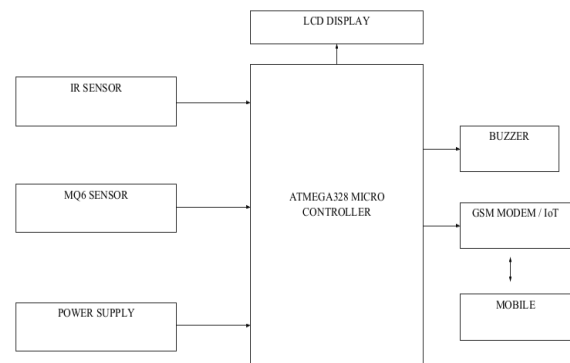 LCD DISPLAY
IR SENSOR
BUZZER
MQ6 SENSOR
ATMEGA328 MICRO
CONTROLLER
GSM MODEM / IoT
POWER SUPPLY
MOBILE